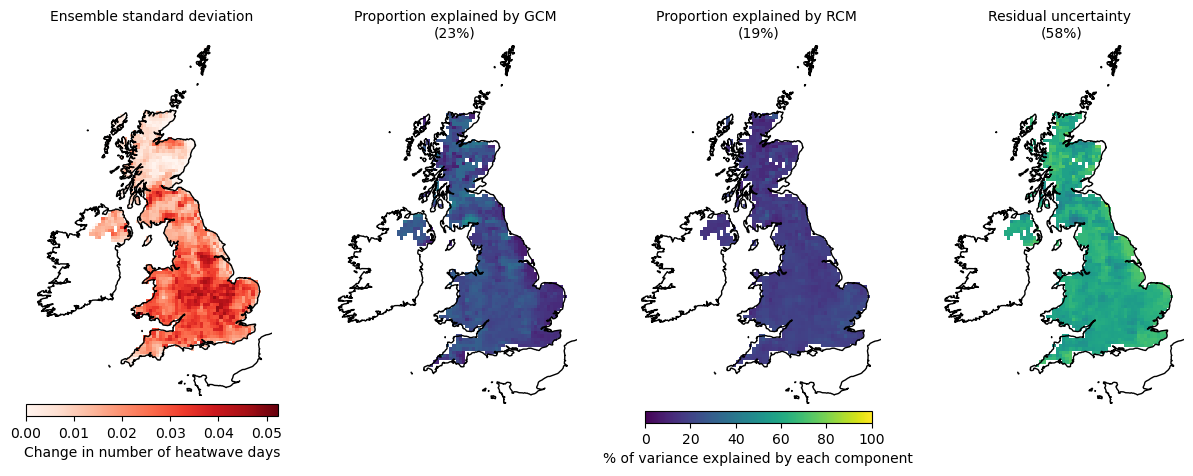 Ensemble standard deviation
Proportion explained by GCM
(23%)
Proportion explained by RCM
(19%)
Residual uncertainty
(58%)
0.00 0.01 0.02 0.03 0.04 0.05
Change in number of heatwave days
0 20 40 60 80 100
% of variance explained by each component